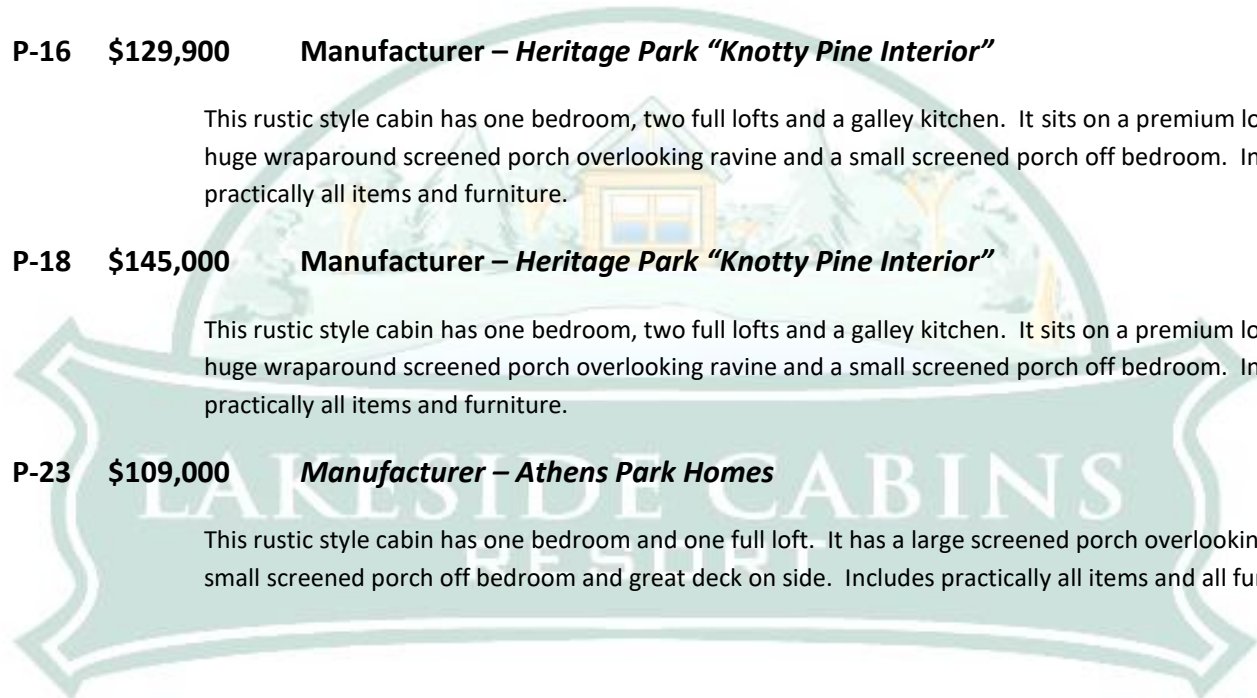 P-16 $129,900 Manufacturer – Heritage Park “Knotty Pine Interior”
This rustic style cabin has one bedroom, two full lofts and a galley kitchen. It sits on a premium
huge wraparound screened porch overlooking ravine and a small screened porch off bedroom.
practically all items and furniture.
P-18 $145,000 Manufacturer – Heritage Park “Knotty Pine Interior”
This rustic style cabin has one bedroom, two full lofts and a galley kitchen. It sits on a premium
huge wraparound screened porch overlooking ravine and a small screened porch off bedroom.
practically all items and furniture.
P-23 $109,000 Manufacturer – Athens Park Homes
This rustic style cabin has one bedroom and one full loft. It has a large screened porch
small screened porch off bedroom and great deck on side. Includes practically all items and all
LAKESIDE CABINS
RESORT